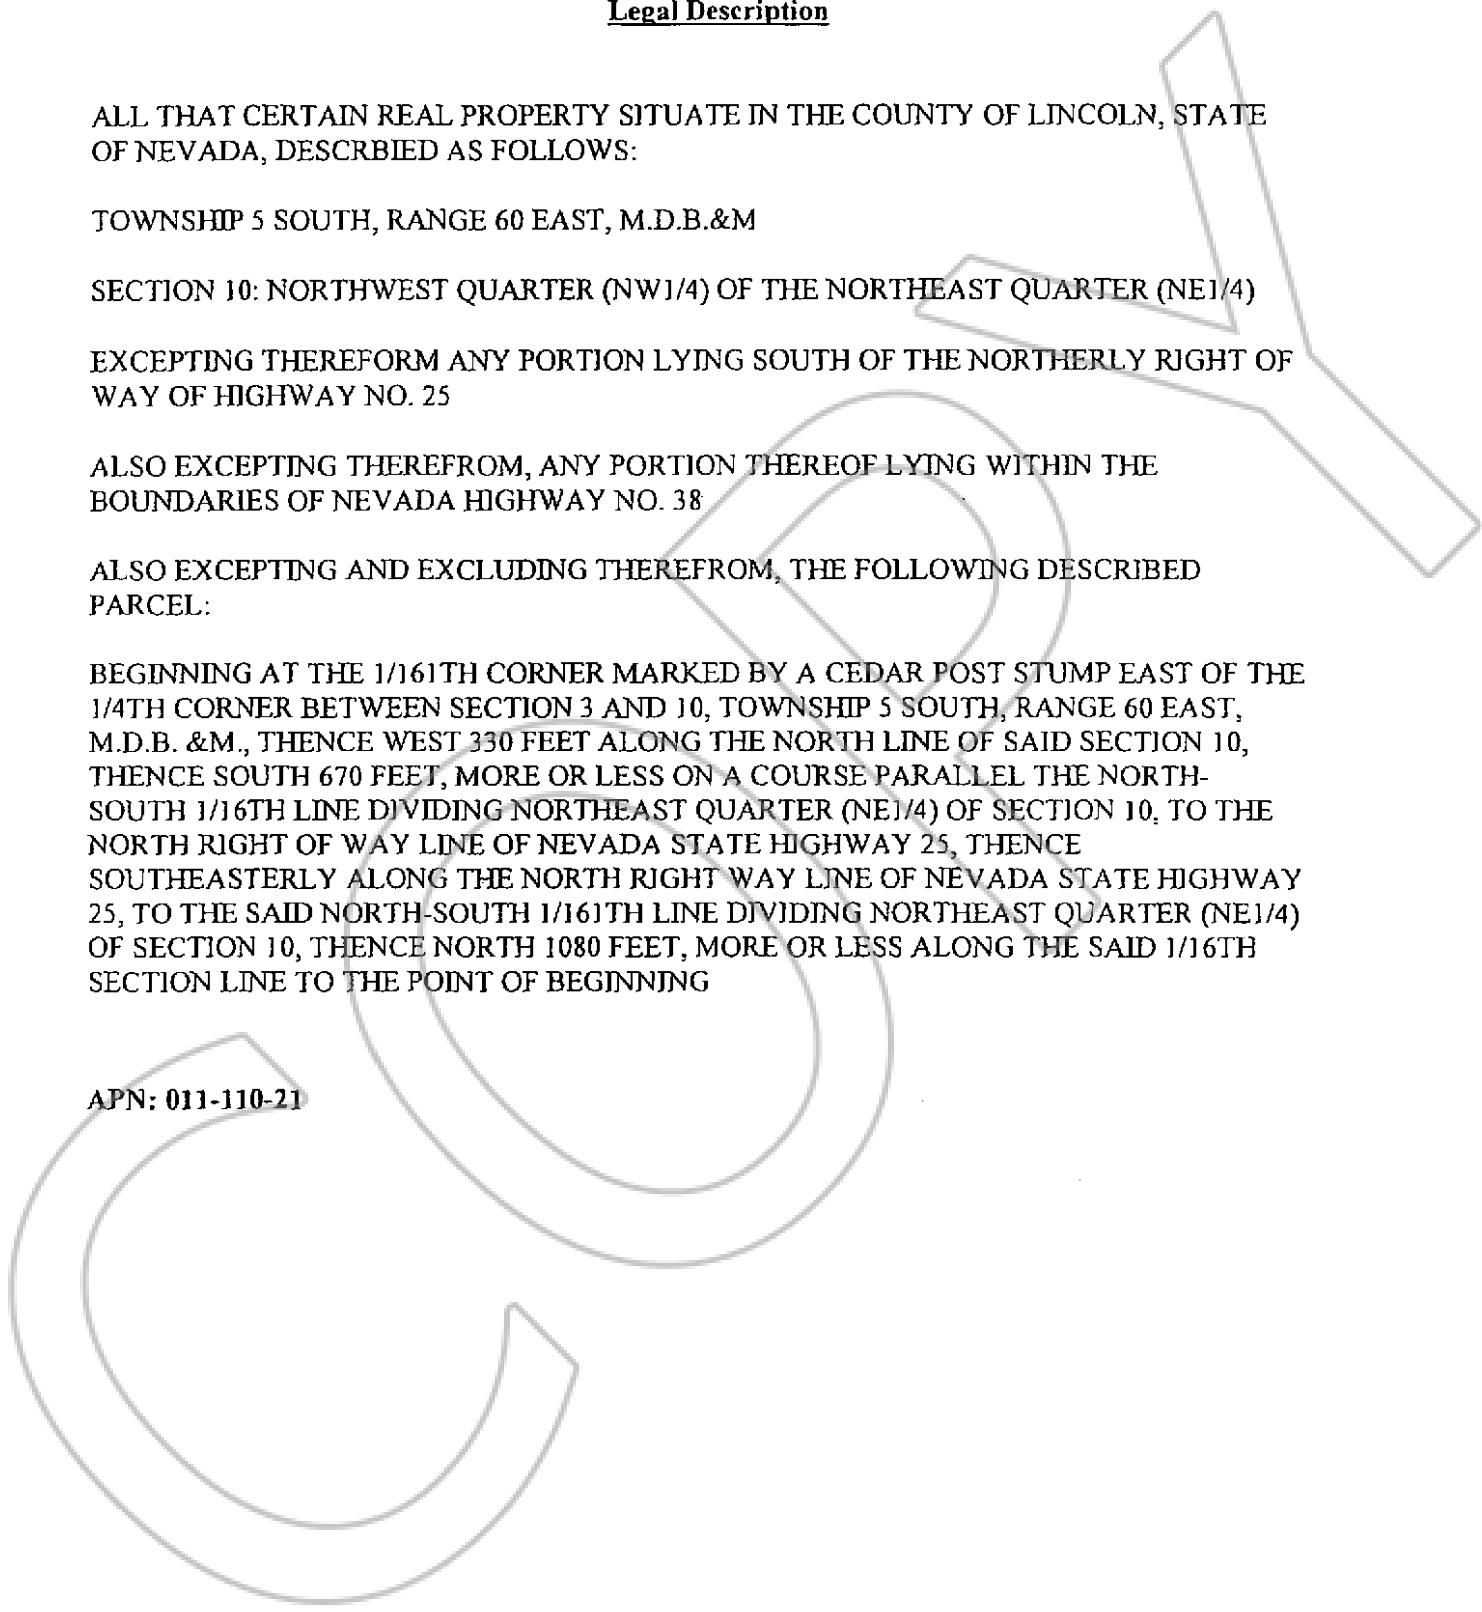 Legal Description
ALL THAT CERTAIN REAL PROPERTY SITUATE IN THE COUNTY OF LINCOLN, STATE
OF NEVADA, DESCRBIED AS FOLLOWS:
TOWNSHIP 5 SOUTH, RANGE 60 EAST, M.D.B.&M
SECTION 10: NORTHWEST QUARTER (NW1/4) OF THE NORTHEAST QUARTER (NE1/4)
EXCEPTING THEREFORM ANY PORTION LYING SOUTH OF THE NORTHERLY RIGHT OF
WAY OF HIGHWAY NO. 25
ALSO EXCEPTING THEREFROM, ANY PORTION THEREOF LYING WITHIN THE
BOUNDARIES OF NEVADA HIGHWAY NO. 38
ALSO EXCEPTING AND EXCLUDING THEREFROM, THE FOLLOWING DESCRIBED
PARCEL:
BEGINNING AT THE 1/161TH CORNER MARKED BY A CEDAR POST STUMP EAST OF THE
1/4TH CORNER BETWEEN SECTION 3 AND 10, TOWNSHIP 5 SOUTH, RANGE 60 EAST,
M.D.B. &M., THENCE WEST 330 FEET ALONG THE NORTH LINE OF SAID SECTION 10,
THENCE SOUTH 670 FEET, MORE OR LESS ON A COURSE PARALLEL THE NORTH-
SOUTH 1/16TH LINE DIVIDING NORTHEAST QUARTER (NE1/4) OF SECTION 10, TO THE
NORTH RIGHT OF WAY LINE OF NEVADA STATE HIGHWAY 25, THENCE
SOUTHEASTERLY ALONG THE NORTH RIGHT WAY LINE OF NEVADA STATE HIGHWAY
25, TO THE SAID NORTH-SOUTH 1/161TH LINE DIVIDING NORTHEAST QUARTER (NE1/4)
OF SECTION 10, THENCE NORTH 1080 FEET, MORE OR LESS ALONG THE SAID 1/16TH
SECTION LINE TO THE POINT OF BEGINNING
APN: 011-110-21
COPY